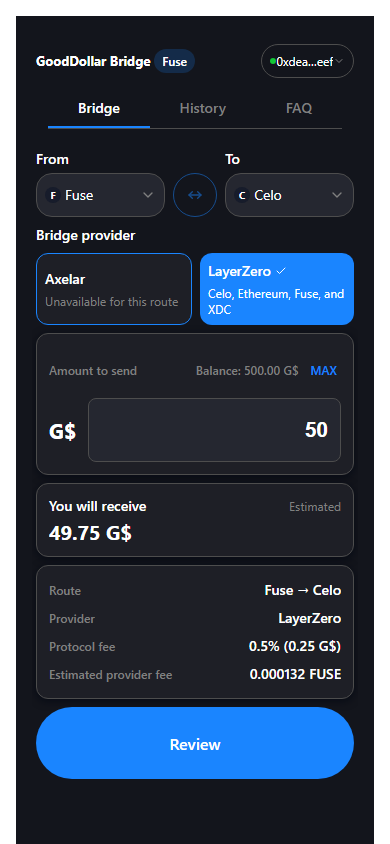 GoodDollar Bridge Fuse 0xdea...eef
Bridge History FAQ
From To
F Fuse C Celo
Bridge provider
Axelar
Unavailable for this route
LayerZero
Celo, Ethereum, Fuse, and
XDC
Amount to send Balance: 500.00 G$ MAX
G$ 50
You will receive Estimated
49.75 G$
Route Fuse → Celo
Provider LayerZero
Protocol fee 0.5% (0.25 G$)
Estimated provider fee 0.000132 FUSE
Review